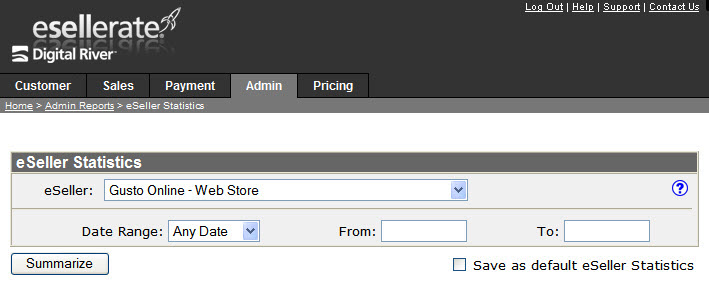 Log Out | Help | Support | Contact Us
esellerate.
Digital River
Customer Sales Payment Admin Pricing
Home > Admin Reports > eSeller Statistics
eSeller Statistics
eSeller: Gusto Online - Web Store ?
Date Range: Any Date From: To:
Summarize Save as default eSeller Statistics